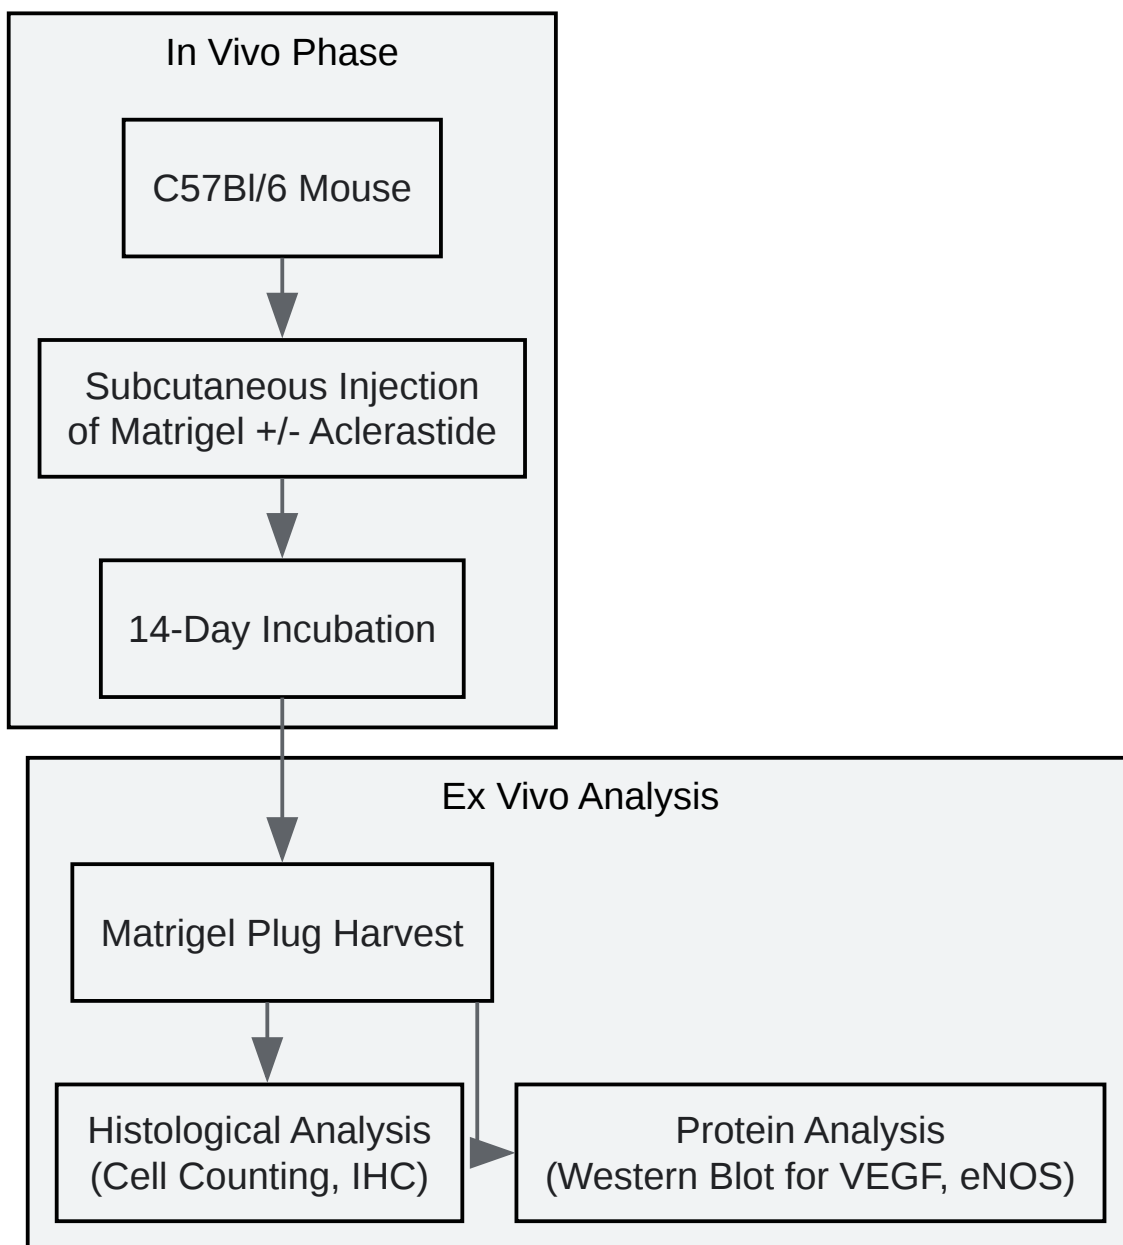 In Vivo Phase
C57Bl/6 Mouse
Subcutaneous Injection
of Matrigel +/- Aclerastide
14-Day Incubation
Ex Vivo Analysis
Matrigel Plug Harvest
Histological Analysis
(Cell Counting, IHC)
Protein Analysis
(Western Blot for VEGF, eNOS)